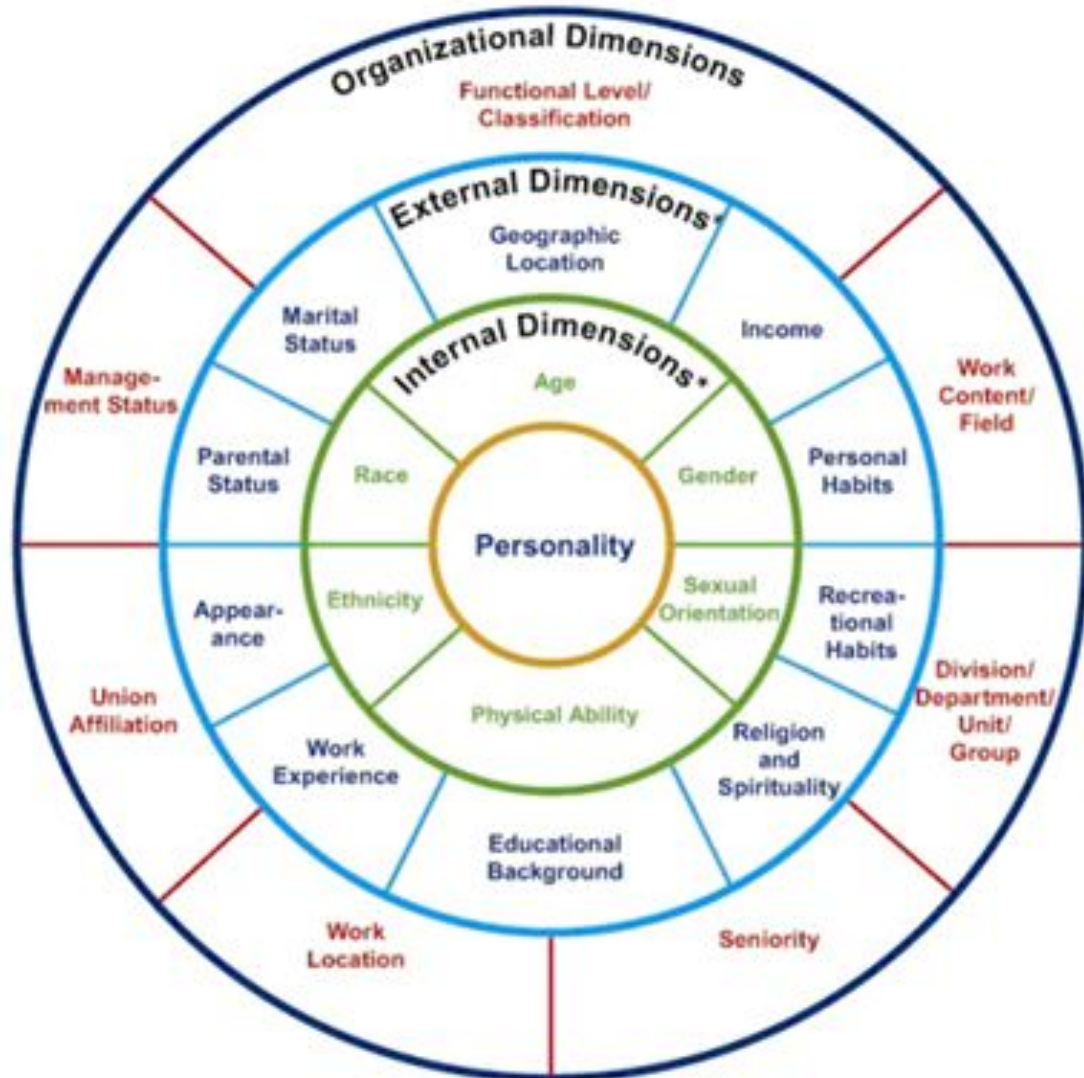 Organizational Dimensions
Functional Level/
Classification
External Dimensions*
Geographic
Location
Marital
Status
Income
Internal Dimensions*
Age
Manage-
ment Status
Work
Content/
Field
Parental
Status
Race
Gender
Personal
Habits
Personality
Appear-
ance
Ethnicity
Sexual
Orientation
Recrea-
tional
Habits
Union
Affiliation
Division/
Department/
Unit/
Group
Physical Ability
Work
Experience
Religion
and
Spirituality
Educational
Background
Work
Location
Seniority